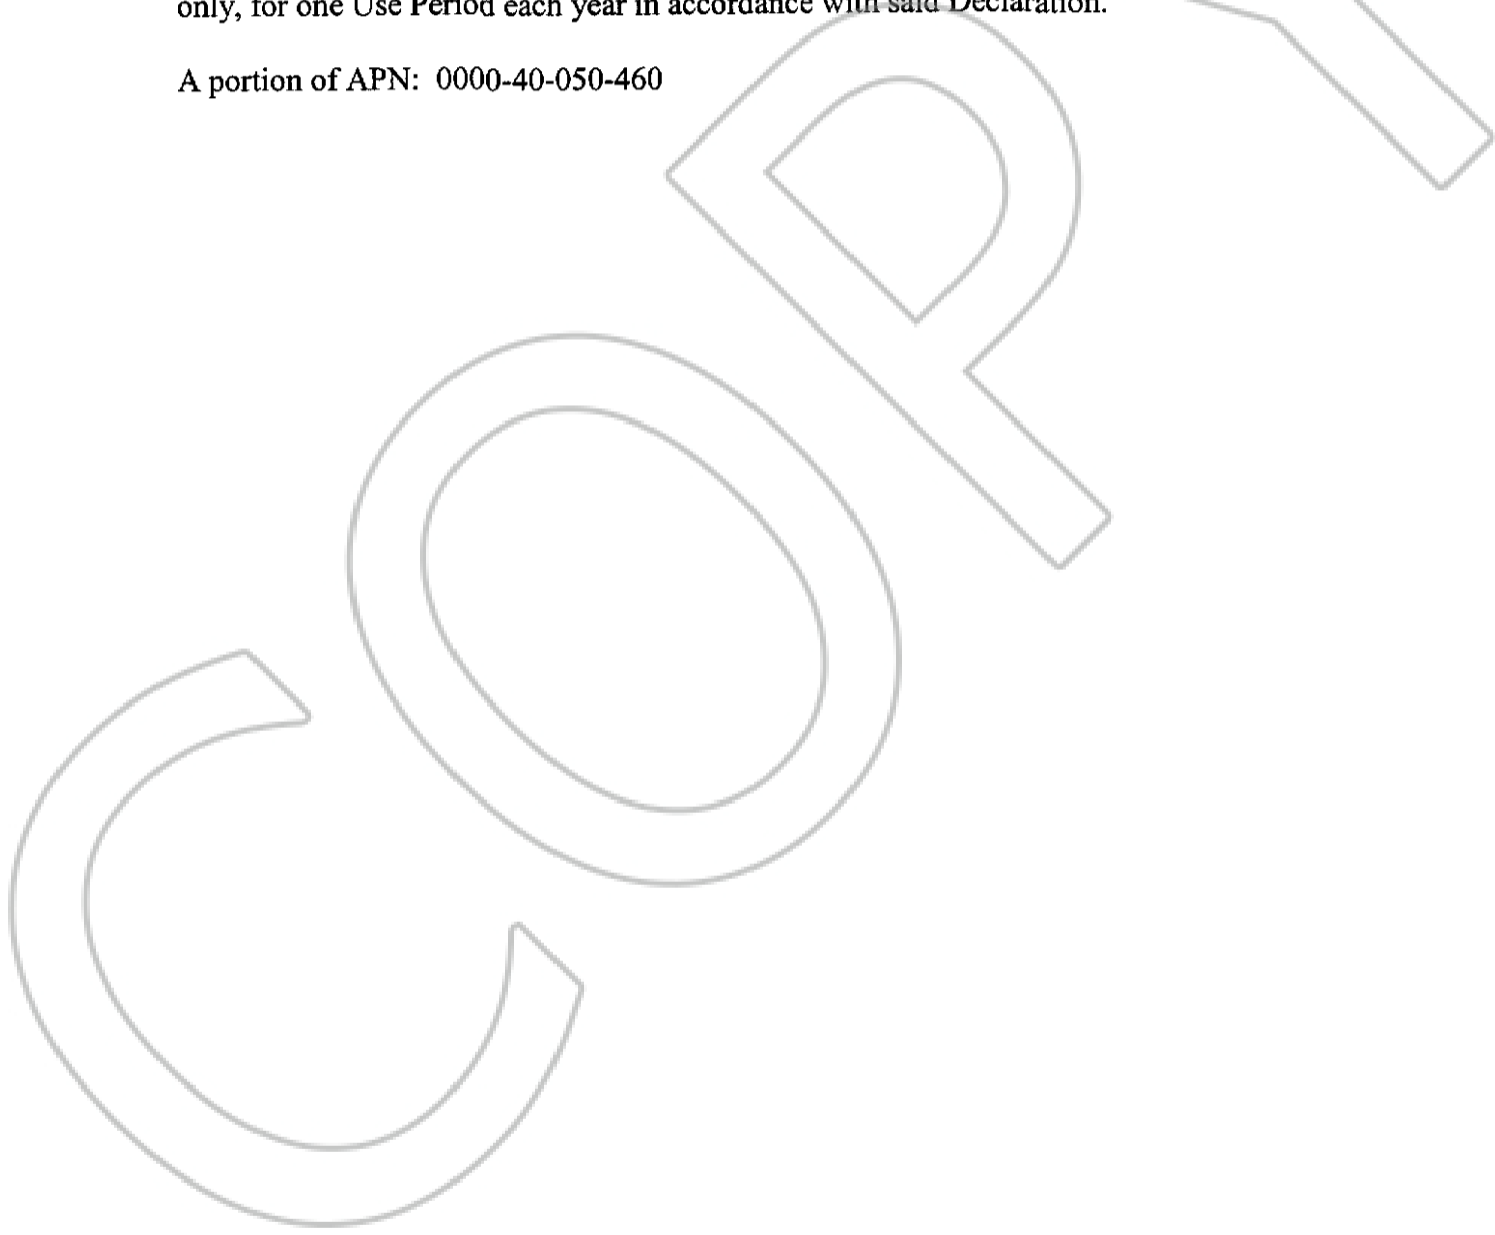 only, for one Use Period each year in accordance with said Declaration.
A portion of APN: 0000-40-050-460
COPY